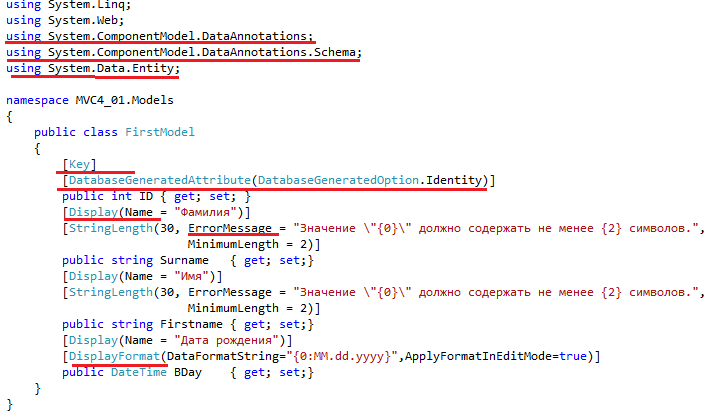 using System.Linq;
using System.Web;
using System.ComponentModel.DataAnnotations;
using System.ComponentModel.DataAnnotations.Schema;
using System.Data.Entity;
namespace MVC4_01.Models
{
    public class FirstModel
    {
        [Key]
        [DatabaseGeneratedAttribute(DatabaseGeneratedOption.Identity)]
        public int ID { get; set; }
        [Display(Name = "Фамилия")]
        [StringLength(30, ErrorMessage = "Значение \"{0}\" должно содержать не менее {2} символов.",
                          MinimumLength = 2)]
        public string Surname   { get; set;}
        [Display(Name = "Имя")]
        [StringLength(30, ErrorMessage = "Значение \"{0}\" должно содержать не менее {2} символов.",
                          MinimumLength = 2)]
        public string Firstname { get; set;}
        [Display(Name = "Дата рождения")]
        [DisplayFormat(DataFormatString="{0:MM.dd.yyyy}",ApplyFormatInEditMode=true)]
        public DateTime BDay    { get; set;}
    }
}